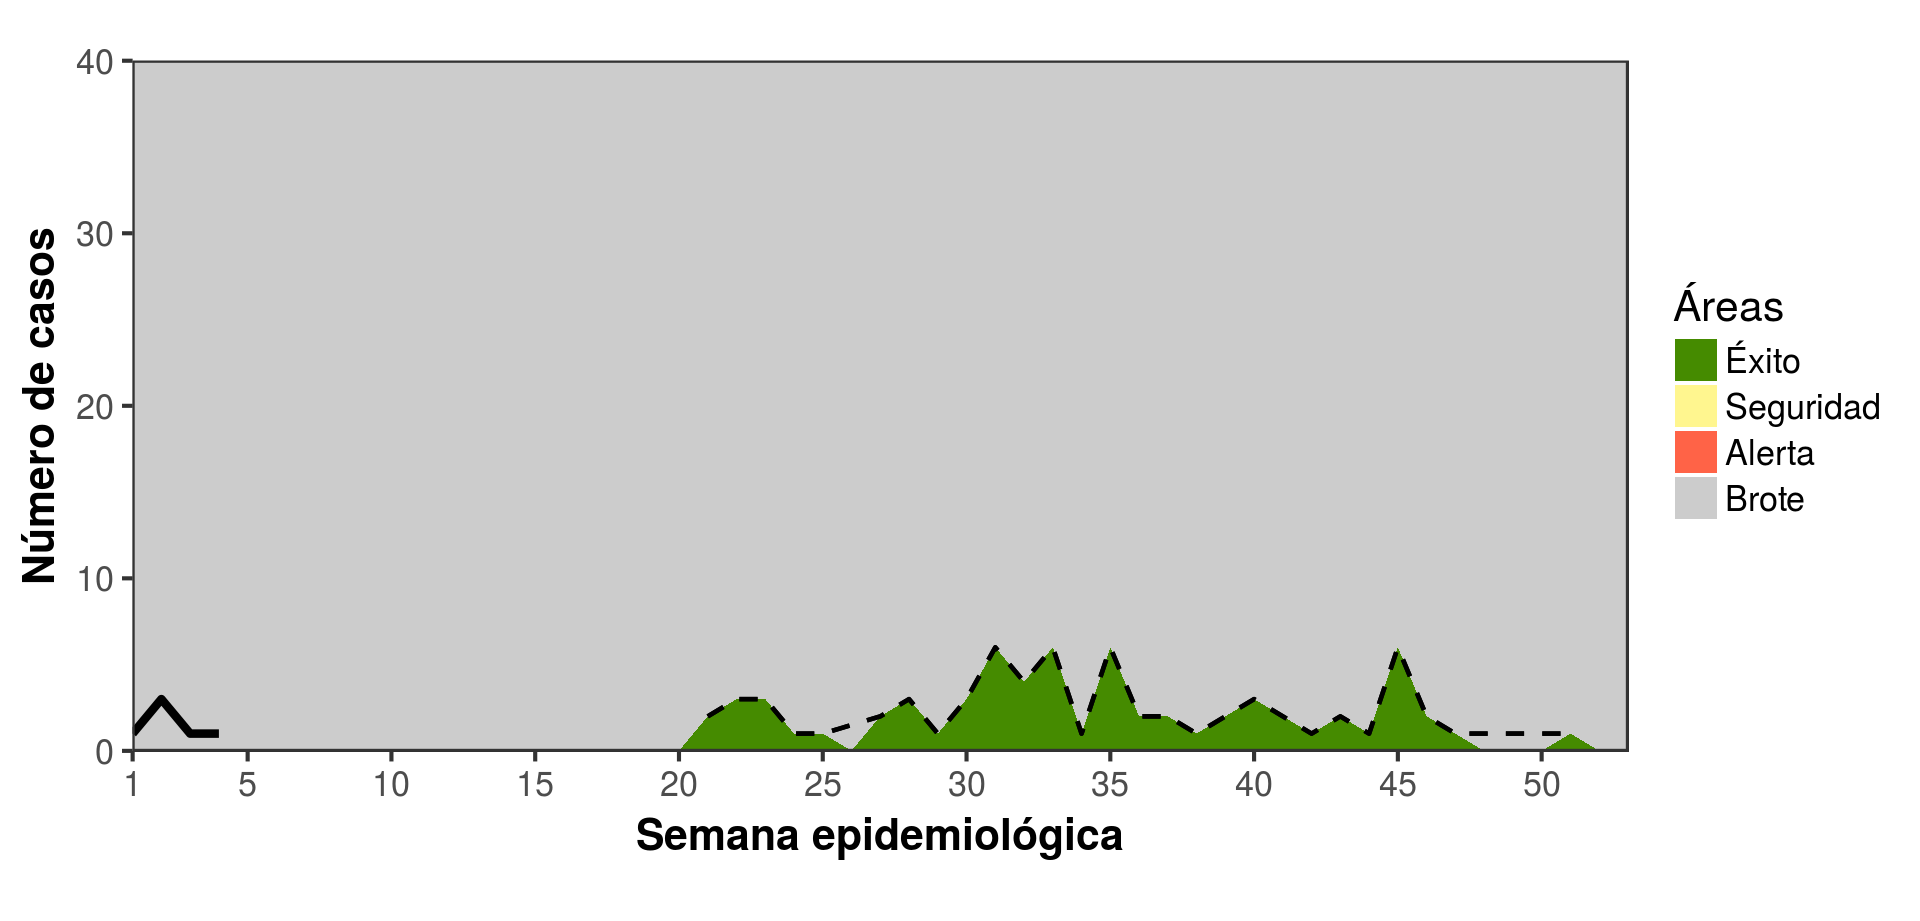 40
30
20
10
0
Número de casos
1 5 10 15 20 25 30 35 40 45 50
Semana epidemiológica
Áreas
Éxito
Seguridad
Alerta
Brote